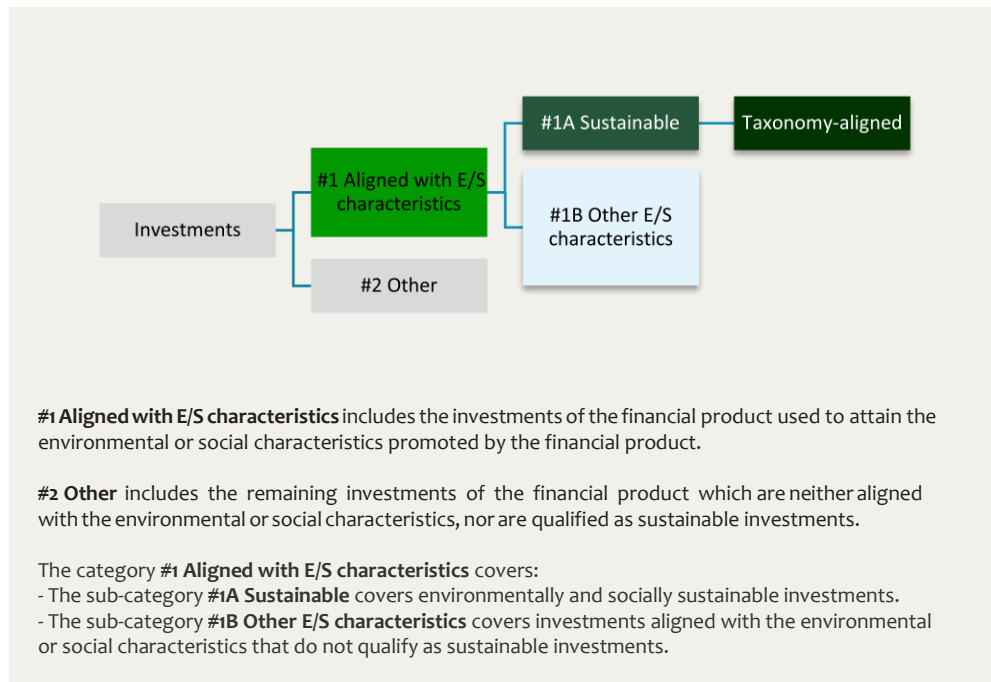 #1A Sustainable
Taxonomy-aligned
#1 Aligned with E/S
characteristics
#1B Other E/S
characteristics
Investments
#2 Other
#1 Aligned with E/S characteristics includes the investments of the financial product used to attain the
environmental or social characteristics promoted by the financial product.
#2 Other includes the remaining investments of the financial product which are neither aligned
with the environmental or social characteristics, nor are qualified as sustainable investments.
The category #1 Aligned with E/S characteristics covers:
- The sub-category #1A Sustainable covers environmentally and socially sustainable investments.
- The sub-category #1B Other E/S characteristics covers investments aligned with the environmental
or social characteristics that do not qualify as sustainable investments.